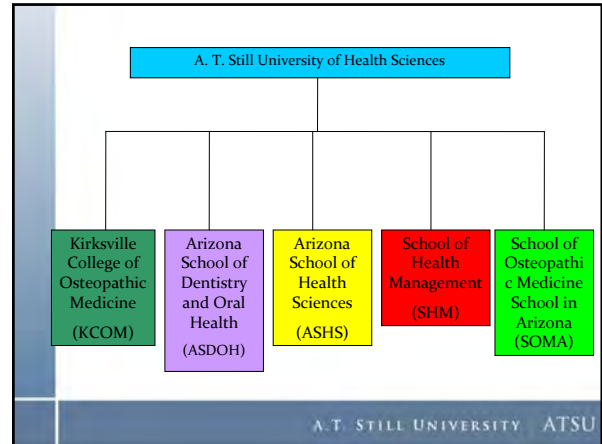 A. T. Still University of Health Sciences
Kirksville
College of
Osteopathic
Medicine
(KCOM)
Arizona
School of
Dentistry
and Oral
Health
(ASDOH)
Arizona
School of
Health
Sciences
(ASHS)
School of
Health
Management
(SHM)
School of
Osteopathi
c Medicine
School in
Arizona
(SOMA)
A.T. STILL UNIVERSITY ATSU